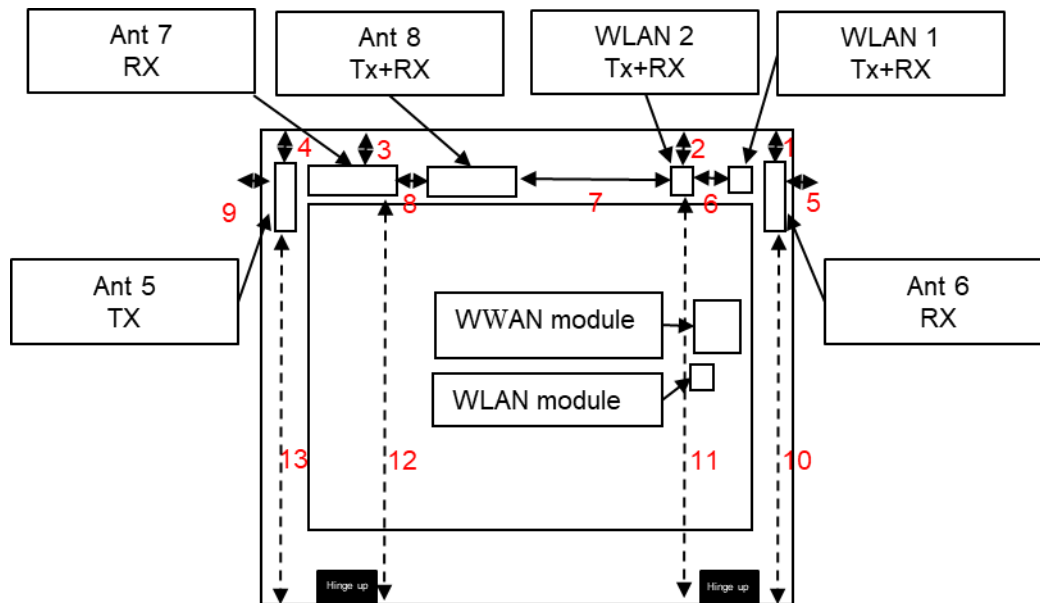 Ant 7
RX
Ant 8
Tx+RX
WLAN 2
Tx+RX
WLAN 1
Tx+RX
4
3
2
1
9
8
7
6
5
Ant 5
TX
Ant 6
RX
WWAN module
WLAN module
13
12
11
10
Hinge up
Hinge up